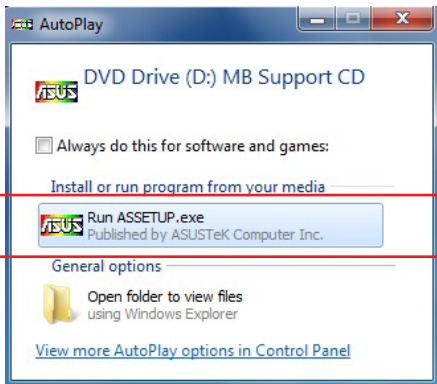 AutoPlay
DVD Drive (D:) MB Support CD
ASUS
Always do this for software and games:
Install or run program from your media
ASUS
Run ASSETUP.exe
Published by ASUSTeK Computer Inc.
General options
Open folder to view files
using Windows Explorer
View more AutoPlay options in Control Panel